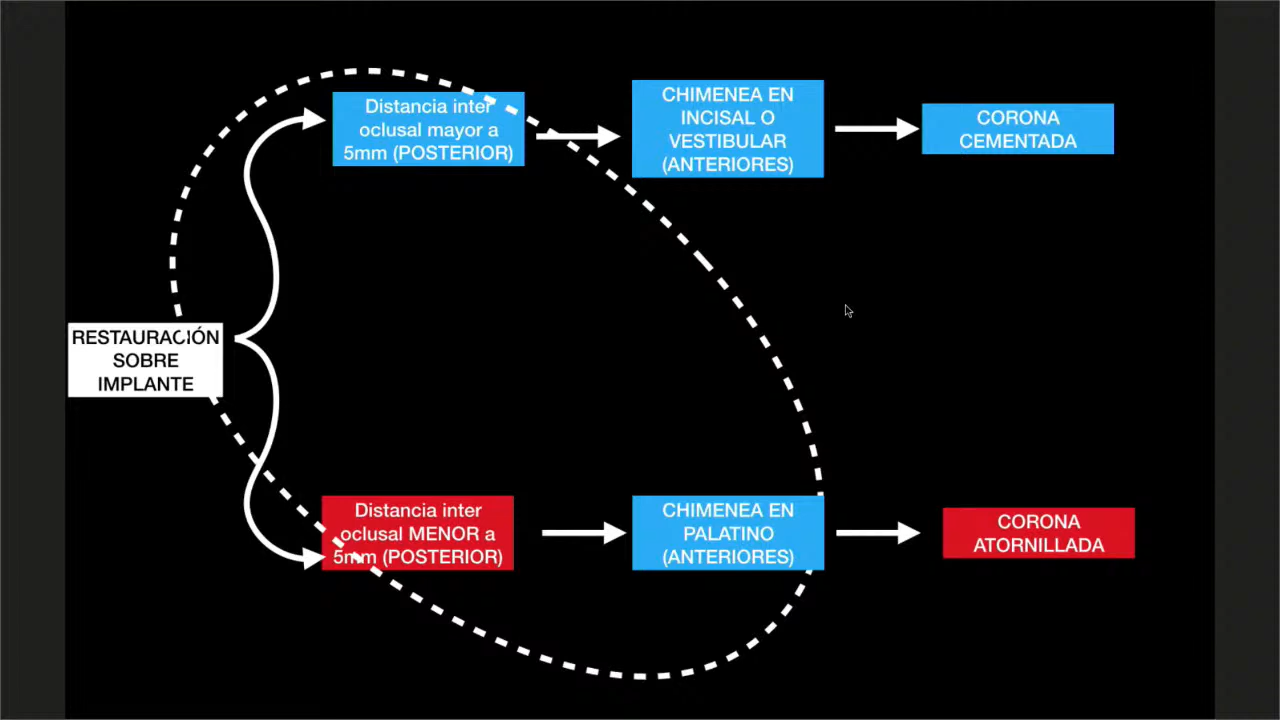 Distancia inter
oclusal mayor a
5mm (POSTERIOR)
CHIMENEA EN
INCISAL O
VESTIBULAR
(ANTERIORES)
CORONA
CEMENTADA
RESTAURACIÓN
SOBRE
IMPLANTE
Distancia inter
oclusal MENOR a
5mm (POSTERIOR)
CHIMENEA EN
PALATINO
(ANTERIORES)
CORONA
ATORNILLADA